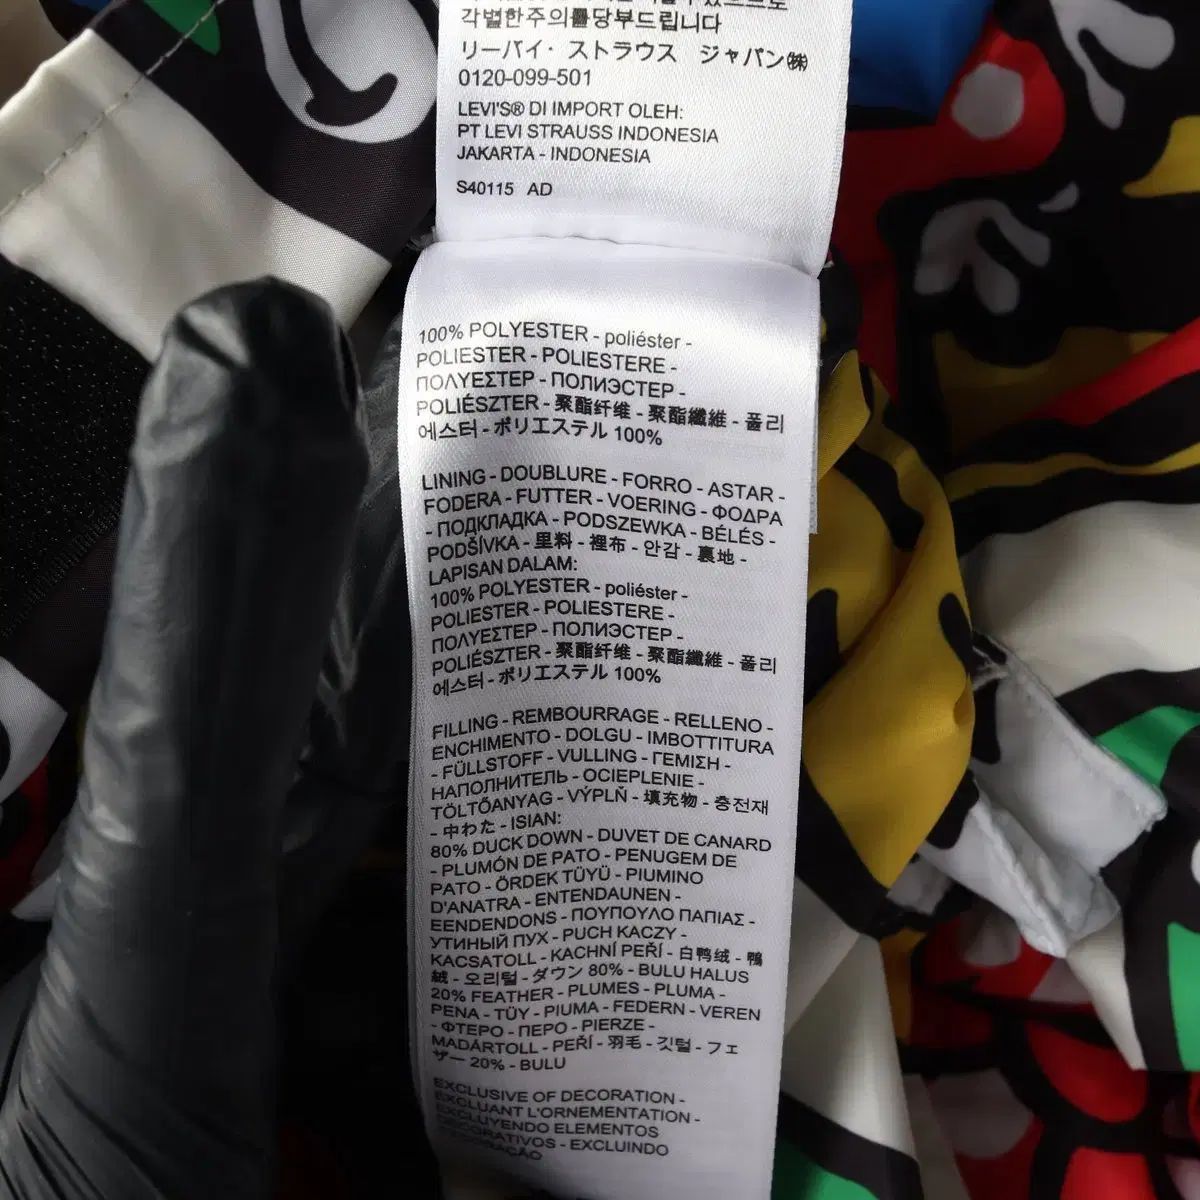 각별한주의를당부드립니다
リーバイ・ストラウス ジャパン㈱
0120-099-501
LEVI'S® DI IMPORT OLEH:
PT LEVI STRAUSS INDONESIA
JAKARTA - INDONESIA
S40115 AD
100% POLYESTER - poliéster -
POLIESTER - POLIESTERE -
ΠΟΛΥΕΣΤΕΡ - ПОЛИЭСТЕР -
POLIÉSZTER - 聚酯纤维 - 聚酯纖維 - 폴리
에스터 - ポリエステル 100%
LINING - DOUBLURE - FORRO - ASTAR -
FODERA - FUTTER - VOERING - ΦΟΔΡΑ
- ПОДКЛАДКА - PODSZEWKA - BÉLÉS -
PODŠÍVKA - 里料 - 裡布 - 안감 - 裏地 -
LAPISAN DALAM:
100% POLYESTER - poliéster -
POLIESTER - POLIESTERE -
ΠΟΛΥΕΣΤΕΡ - ПОЛИЭСТЕР -
POLIÉSZTER - 聚酯纤维 - 聚酯纖維 - 폴리
에스터 - ポリエステル 100%
FILLING - REMBOURRAGE - RELLENO -
ENCHIMENTO - DOLGU - IMBOTTITURA
- FÜLLSTOFF - VULLING - ΓΕΜΙΣΗ -
НАПОЛНИТЕЛЬ - OCIEPLENIE -
TÖLTŐANYAG - VÝPLŇ - 填充物 - 충전재
- 中わた - ISIAN:
80% DUCK DOWN - DUVET DE CANARD
- PLUMÓN DE PATO - PENUGEM DE
PATO - ÖRDEK TÜYÜ - PIUMINO
D'ANATRA - ENTENDAUNEN -
EENDENDONS - ΠΟΥΠΟΥΛΟ ΠΑΠΙΑΣ -
УТИНЫЙ ПУХ - PUCH KACZY -
KACSATOLL - KACHNÍ PEŘÍ - 白鸭绒 - 鴨
絨 - 오리털 - ダウン 80% - BULU HALUS
20% FEATHER - PLUMES - PLUMA -
PENA - TÜY - PIUMA - FEDERN - VEREN
- ΦΤΕΡΟ - ПЕРО - PIERZE -
MADÁRTOLL - PEŘÍ - 羽毛 - 깃털 - フェ
ザー 20% - BULU
EXCLUSIVE OF DECORATION -
EXCLUANT L'ORNEMENTATION -
EXCLUYENDO ELEMENTOS
DECORATIVOS - EXCLUINDO